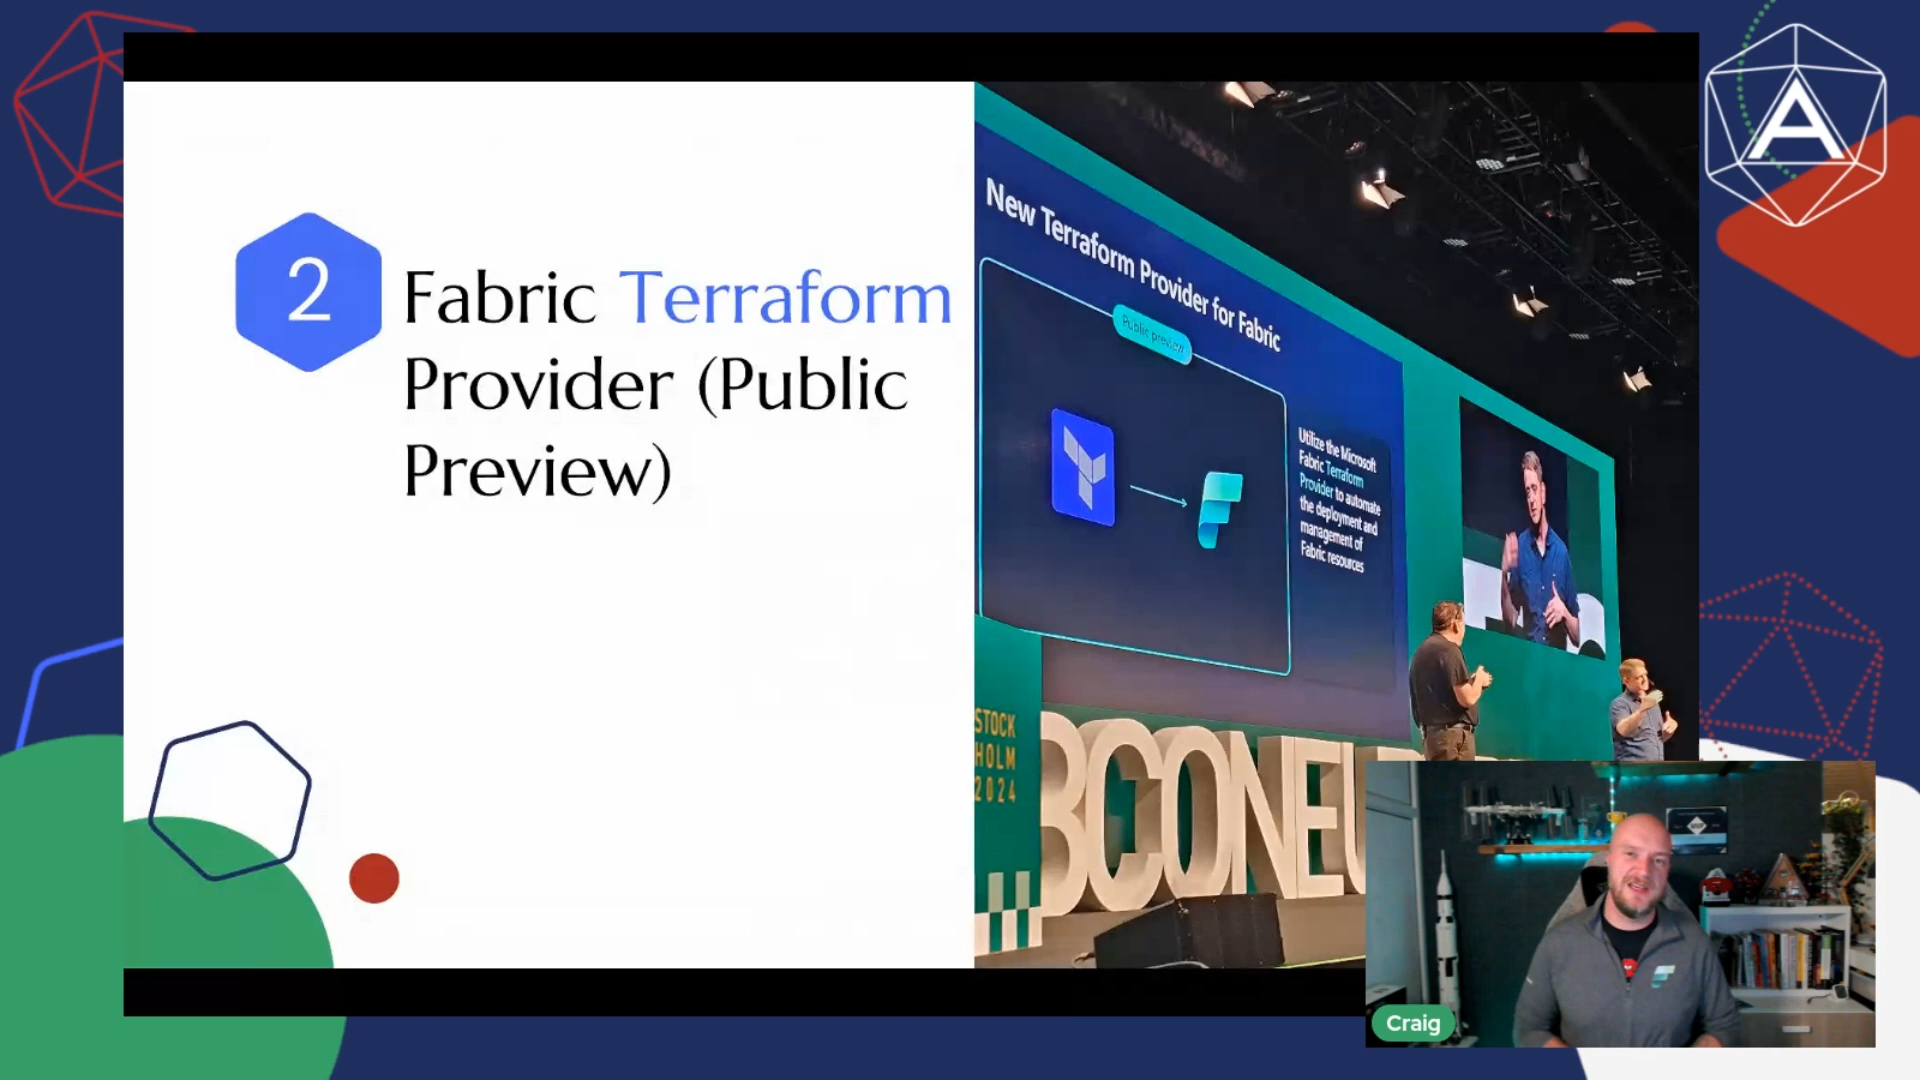 2
Fabric Terraform
Provider (Public
Preview)
New Terraform Provider for Fabric
Public preview
Utilize the Microsoft
Fabric Terraform
Provider to automate
the deployment and
management of
Fabric resources
STOCK
HOLM
2024
BCONEU
A
Craig